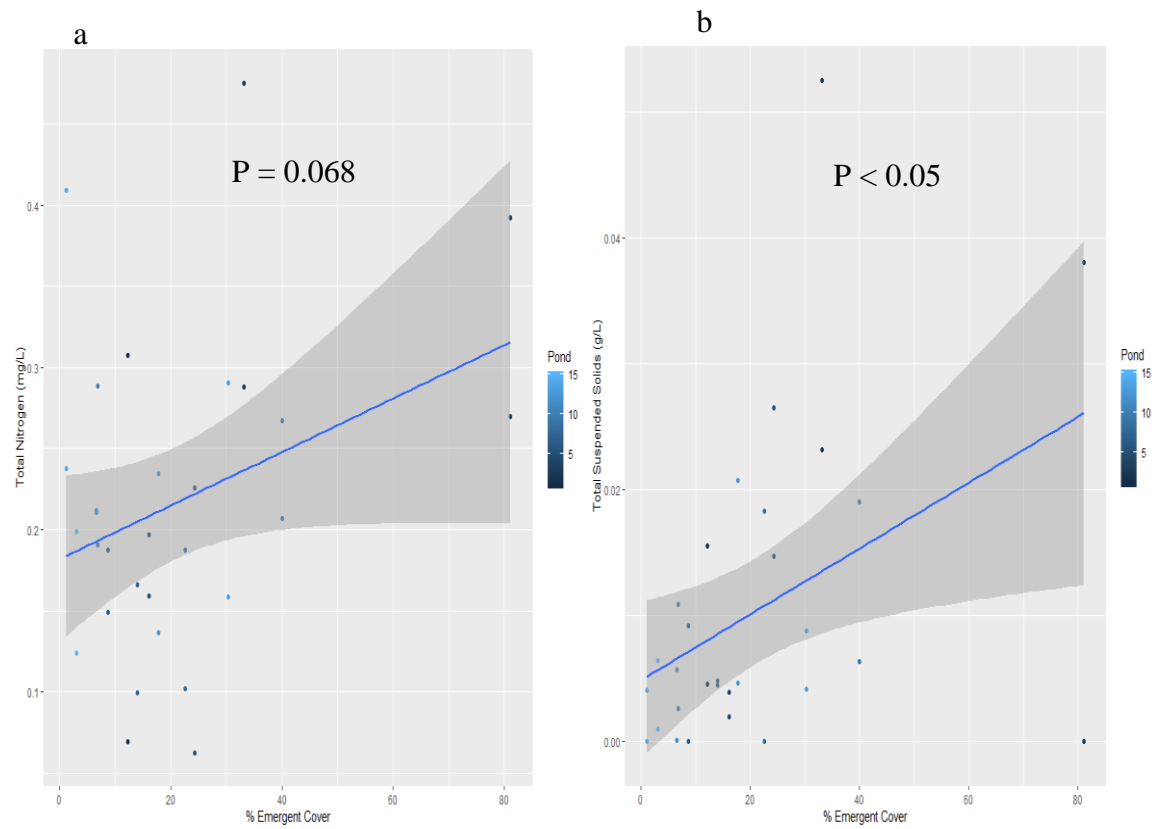 a
P = 0.068
Total Nitrogen (mg/L)
0.4
0.3
0.2
0.1
0 20 40 60 80
% Emergent Cover
Pond
15
10
5
b
P < 0.05
Total Suspended Solids (g/L)
0.04
0.02
0.00
0 20 40 60 80
% Emergent Cover
Pond
15
10
5